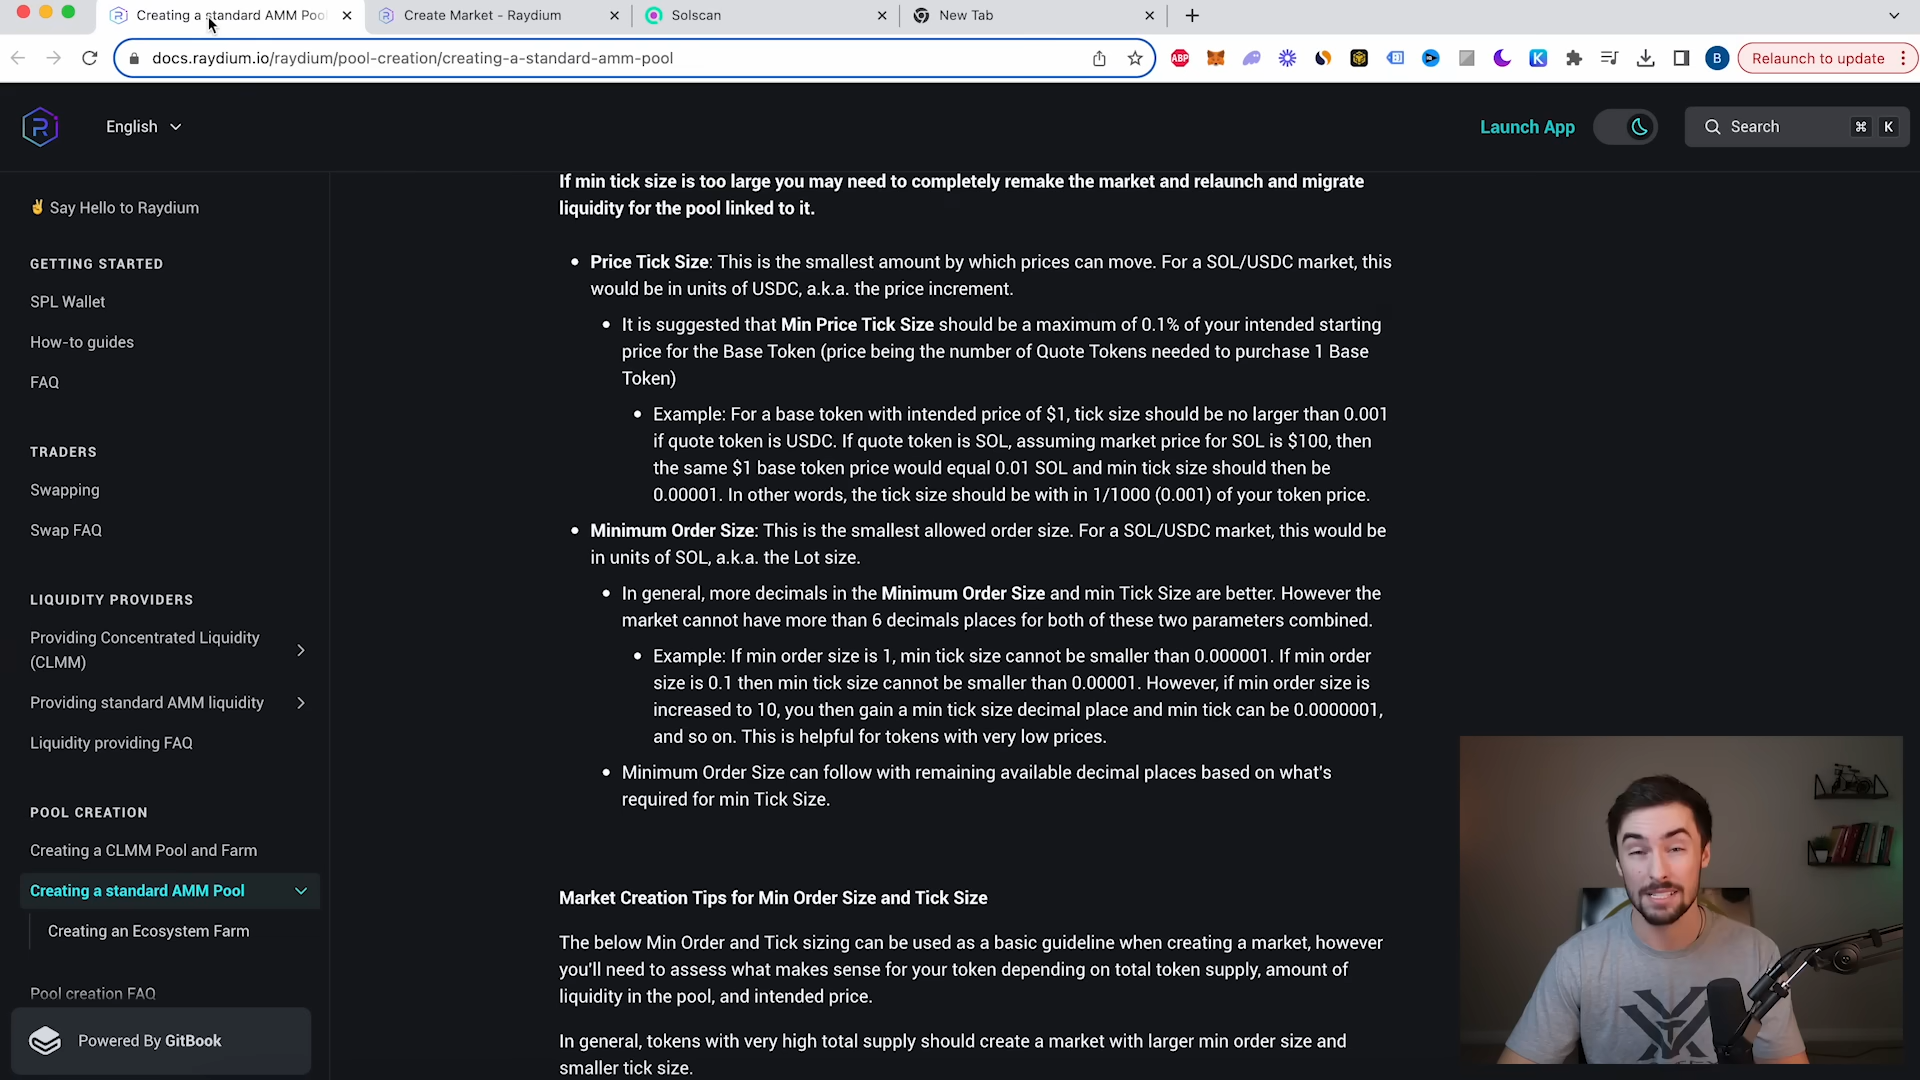 Creating a standard AMM Poo
Create Market - Raydium
Solscan
New Tab
docs.raydium.io/raydium/pool-creation/creating-a-standard-amm-pool
ABP
K
B
Relaunch to update
R
English
Launch App
Search
⌘ K
✌ Say Hello to Raydium
GETTING STARTED
SPL Wallet
How-to guides
FAQ
TRADERS
Swapping
Swap FAQ
LIQUIDITY PROVIDERS
Providing Concentrated Liquidity
(CLMM)
Providing standard AMM liquidity
Liquidity providing FAQ
POOL CREATION
Creating a CLMM Pool and Farm
Creating a standard AMM Pool
Creating an Ecosystem Farm
Pool creation FAQ
Powered By GitBook
If min tick size is too large you may need to completely remake the market and relaunch and migrate
liquidity for the pool linked to it.
• Price Tick Size: This is the smallest amount by which prices can move. For a SOL/USDC market, this
would be in units of USDC, a.k.a. the price increment.
• It is suggested that Min Price Tick Size should be a maximum of 0.1% of your intended starting
price for the Base Token (price being the number of Quote Tokens needed to purchase 1 Base
Token)
• Example: For a base token with intended price of $1, tick size should be no larger than 0.001
if quote token is USDC. If quote token is SOL, assuming market price for SOL is $100, then
the same $1 base token price would equal 0.01 SOL and min tick size should then be
0.00001. In other words, the tick size should be with in 1/1000 (0.001) of your token price.
• Minimum Order Size: This is the smallest allowed order size. For a SOL/USDC market, this would be
in units of SOL, a.k.a. the Lot size.
• In general, more decimals in the Minimum Order Size and min Tick Size are better. However the
market cannot have more than 6 decimals places for both of these two parameters combined.
• Example: If min order size is 1, min tick size cannot be smaller than 0.000001. If min order
size is 0.1 then min tick size cannot be smaller than 0.00001. However, if min order size is
increased to 10, you then gain a min tick size decimal place and min tick can be 0.0000001,
and so on. This is helpful for tokens with very low prices.
• Minimum Order Size can follow with remaining available decimal places based on what's
required for min Tick Size.
Market Creation Tips for Min Order Size and Tick Size
The below Min Order and Tick sizing can be used as a basic guideline when creating a market, however
you'll need to assess what makes sense for your token depending on total token supply, amount of
liquidity in the pool, and intended price.
In general, tokens with very high total supply should create a market with larger min order size and
smaller tick size.